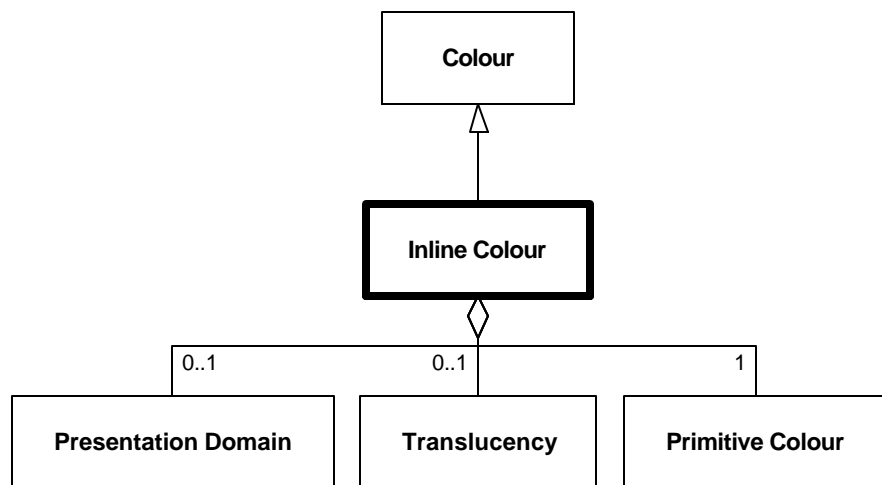 Colour
Inline Colour
0..1 0..1 1
Presentation Domain Translucency Primitive Colour